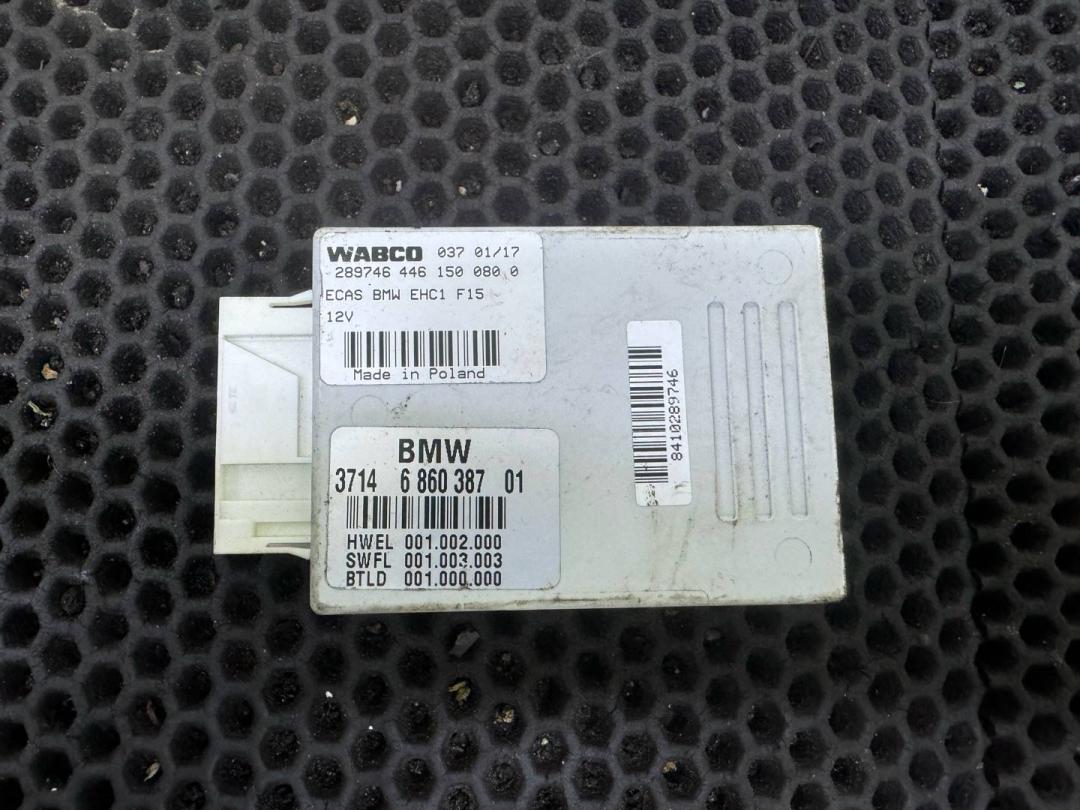 WABCO 037 01/17
289746 446 150 080 0
ECAS BMW EHC1 F15
12V
Made in Poland
BMW
3714 6 860 387 01
HWEL 001.002.000
SWFL 001.003.003
BTLD 001.000.000
8410289746